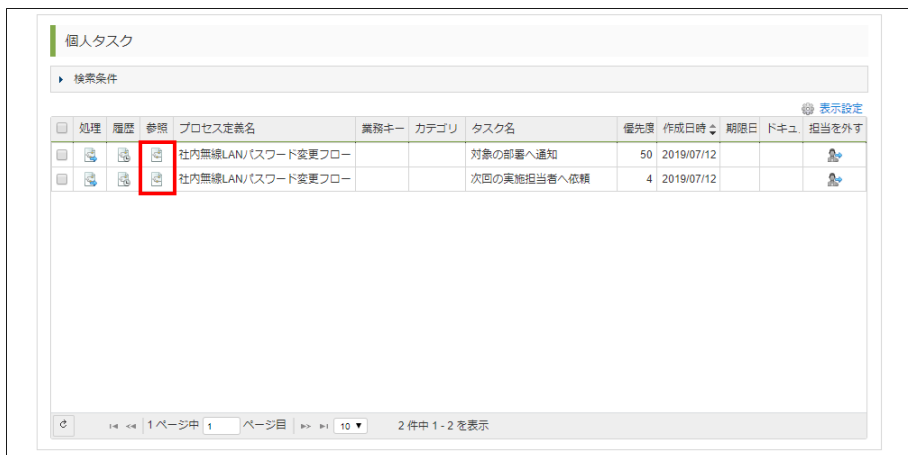 個人タスク
検索条件
表示設定
処理 履歴 参照 プロセス定義名 業務キー カテゴリ タスク名 優先度 作成日時 期限日 ドキュ 担当を外す
社内無線LANパスワード変更フロー 対象の部署へ通知 50 2019/07/12
社内無線LANパスワード変更フロー 次回の実施担当者へ依頼 4 2019/07/12
1 ページ中 1 ページ目 10 2 件中 1 - 2 を表示